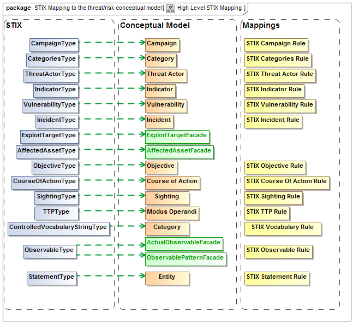 package STIX Mapping to the threat/risk conceptual model[ High Level STIX Mapping ]
STIX Conceptual Model Mappings
CampaignType Campaign STIX Campaign Rule
CategoriesType Category STIX Categories Rule
ThreatActorType Threat Actor STIX Threat Actor Rule
IndicatorType Indicator STIX Indicator Rule
VulnerabilityType Vulnerability STIX Vulnerability Rule
IncidentType Incident STIX Incident Rule
ExploitTargetType ExploitTargetFacade
AffectedAssetType AffectedAssetFacade
ObjectiveType Objective STIX Objective Rule
CourseOfActionType Course of Action STIX Course Of Action Rule
SightingType Sighting STIX Sighting Rule
TTPType Modus Operandi STIX TTP Rule
ControlledVocabularyStringType Category STIX Vocabulary Rule
ActualObservableFacade
ObservableType STIX Observable Rule
ObservablePatternFacade
StatementType Entity STIX Statement Rule